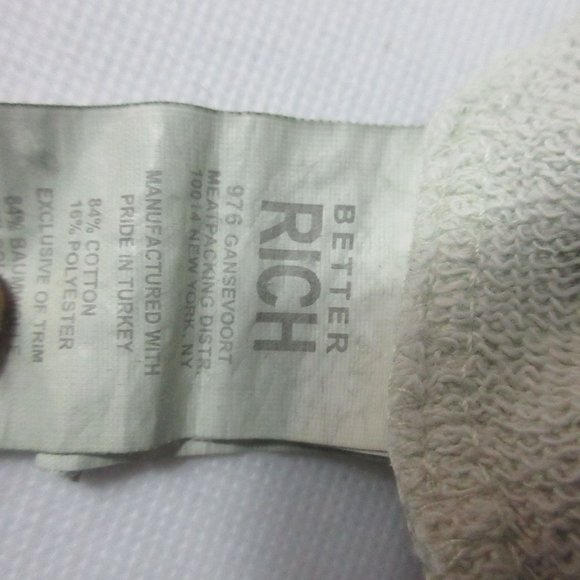 BETTER
RICH
976 GANSEVOORT
MEATPACKING DISTR.
10014 NEW YORK, NY
MANUFACTURED WITH
PRIDE IN TURKEY
84% COTTON
16% POLYESTER
EXCLUSIVE OF TRIM
84%